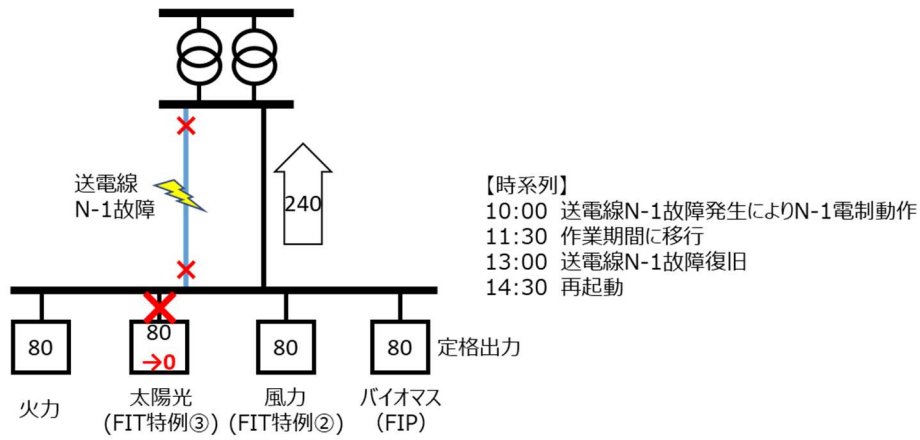 送電線
N-1故障
240
【時系列】
10:00 送電線N-1故障発生によりN-1電制動作
11:30 作業期間に移行
13:00 送電線N-1故障復旧
14:30 再起動
80
80
→0
80
80
定格出力
火力
太陽光
(FIT特例③)
風力
(FIT特例②)
バイオマス
(FIP)